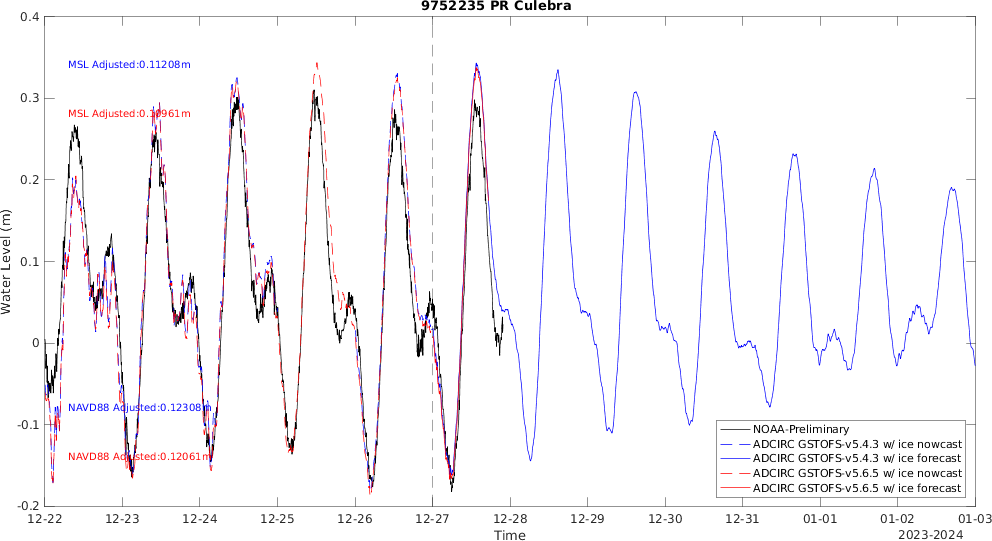 9752235 PR Culebra
0.4
MSL Adjusted:0.11208m
0.3
MSL Adjusted:0.10961m
0.2
0.1
0
NAVD88 Adjusted:0.12308m
-0.1
NAVD88 Adjusted:0.12061m
-0.2
Water Level (m)
NOAA-Preliminary
ADCIRC GSTOFS-v5.4.3 w/ ice nowcast
ADCIRC GSTOFS-v5.4.3 w/ ice forecast
ADCIRC GSTOFS-v5.6.5 w/ ice nowcast
ADCIRC GSTOFS-v5.6.5 w/ ice forecast
12-22 12-23 12-24 12-25 12-26 12-27 12-28 12-29 12-30 12-31 01-01 01-02 01-03
Time
2023-2024